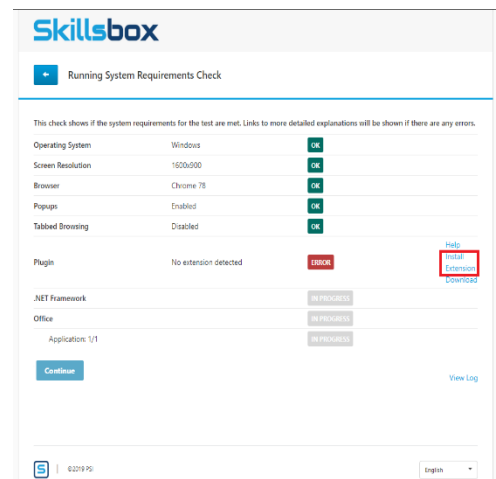 Skillsbox
Running System Requirements Check
This check shows if the system requirements for the test are met. Links to more detailed explanations will be shown if there are any errors.
Operating System Windows OK
Screen Resolution 1600x900 OK
Browser Chrome 78 OK
Popups Enabled OK
Tabbed Browsing Disabled OK
Plugin No extension detected ERROR
Help
Install
Extension
Download
.NET Framework IN PROGRESS
Office IN PROGRESS
Application: 1/1 IN PROGRESS
Continue
View Log
S ©2019 PSI English